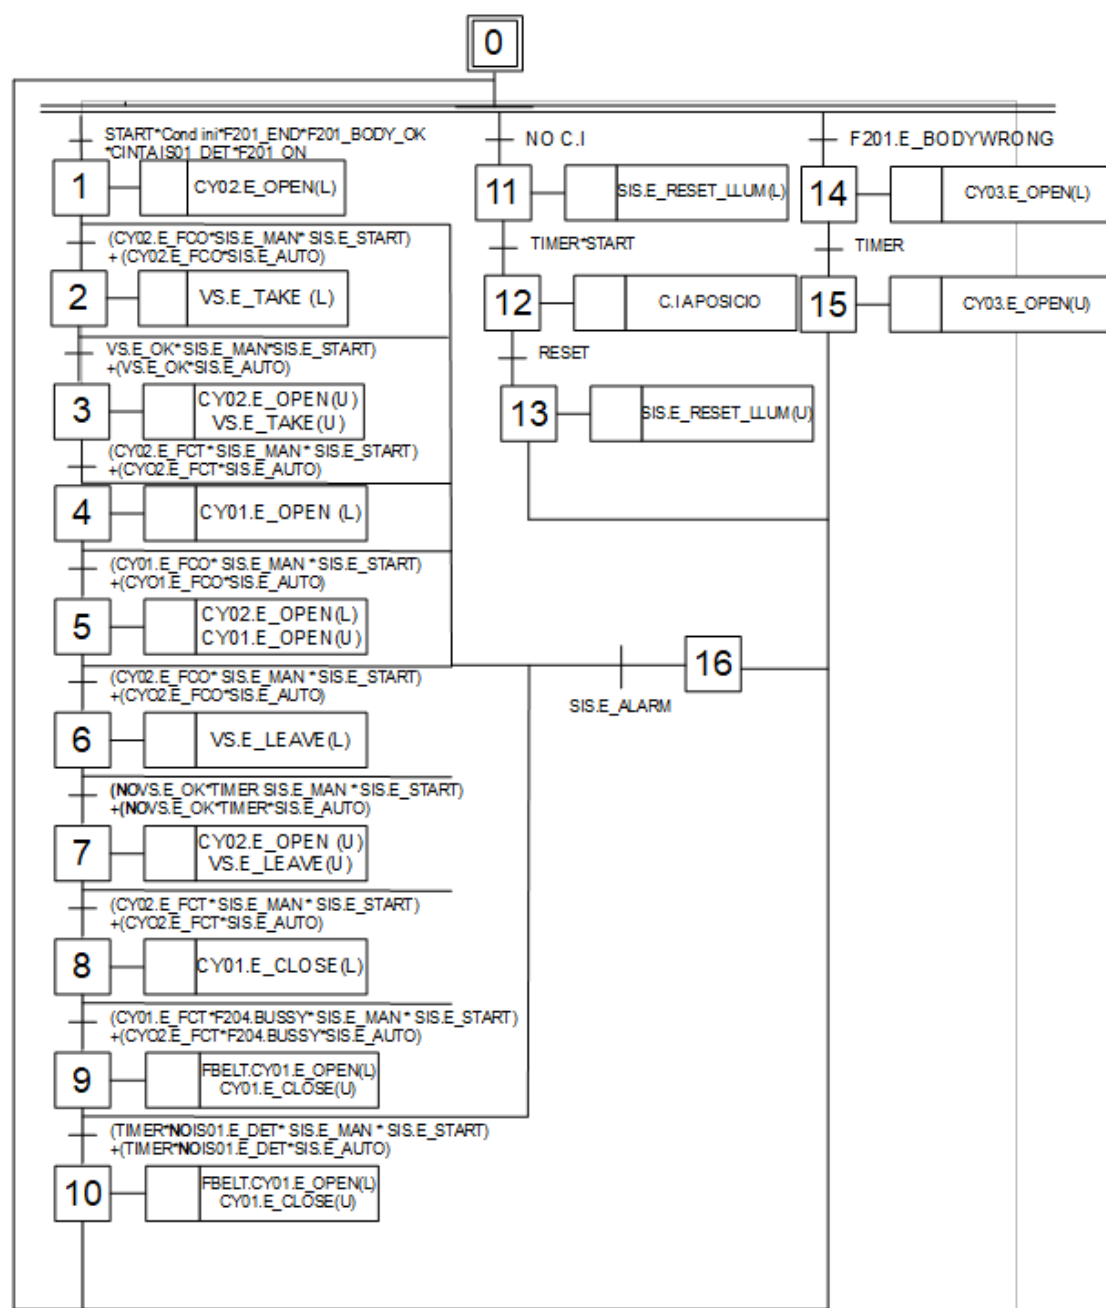 0
START*Cond ini*F201_END*F201_BODY_OK
*CINTAIS01_DET*F201_ON
1
CY02.E_OPEN(L)
(CY02.E_FCO*SIS.E_MAN* SIS.E_START)
+ (CY02.E_FCO*SIS.E_AUTO)
2
VS.E_TAKE (L)
VS.E_OK* SIS.E_MAN*SIS.E_START)
+(VS.E_OK*SIS.E_AUTO)
3
CY02.E_OPEN(U)
VS.E_TAKE(U)
(CY02.E_FCT* SIS.E_MAN* SIS.E_START)
+(CYO2.E_FCT*SIS.E_AUTO)
4
CY01.E_OPEN (L)
(CY01.E_FCO* SIS.E_MAN * SIS.E_START)
+(CYO1.E_FCO*SIS.E_AUTO)
5
CY02.E_OPEN(L)
CY01.E_OPEN(U)
(CY02.E_FCO* SIS.E_MAN * SIS.E_START)
+(CYO2.E_FCO*SIS.E_AUTO)
6
VS.E_LEAVE(L)
(NOVS.E_OK*TIMER SIS.E_MAN * SIS.E_START)
+(NOVS.E_OK*TIMER*SIS.E_AUTO)
7
CY02.E_OPEN (U)
VS.E_LEAVE(U)
(CY02.E_FCT* SIS.E_MAN* SIS.E_START)
+(CYO2.E_FCT*SIS.E_AUTO)
8
CY01.E_CLOSE(L)
(CY01.E_FCT*F204.BUSSY* SIS.E_MAN* SIS.E_START)
+(CYO2.E_FCT*F204.BUSSY*SIS.E_AUTO)
9
FBELT.CY01.E_OPEN(L)
CY01.E_CLOSE(U)
(TIMER*NOIS01.E_DET* SIS.E_MAN * SIS.E_START)
+(TIMER*NOIS01.E_DET*SIS.E_AUTO)
10
FBELT.CY01.E_OPEN(L)
CY01.E_CLOSE(U)
NO C.I
11
SIS.E_RESET_LLUM(L)
TIMER*START
12
C.I APOSICIO
RESET
13
SIS.E_RESET_LLUM(U)
F201.E_BODYWRONG
14
CY03.E_OPEN(L)
TIMER
15
CY03.E_OPEN(U)
16
SIS.E_ALARM